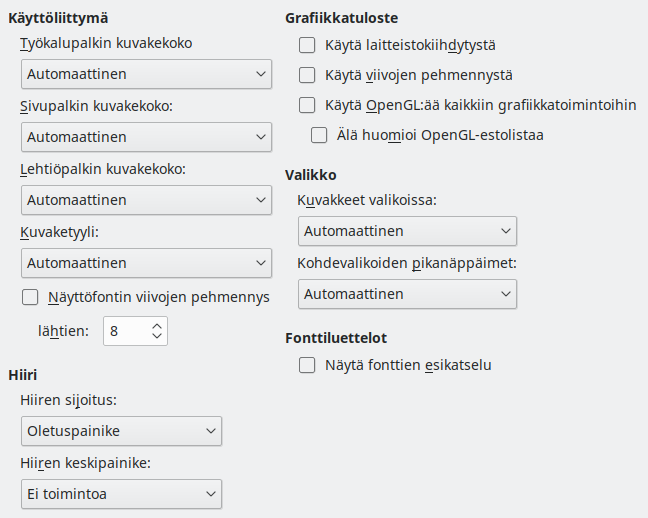 Käyttöliittymä
Työkalupalkin kuvakekoko
Automaattinen
Sivupalkin kuvakekoko:
Automaattinen
Lehtiöpalkin kuvakekoko:
Automaattinen
Kuvaketyyli:
Automaattinen
Näyttöfontin viivojen pehmennys
lähtien:
8
Hiiri
Hiiren sijoitus:
Oletuspainike
Hiiren keskipainike:
Ei toimintoa
Grafiikkatuloste
Käytä laitteistokiihdytystä
Käytä viivojen pehmennystä
Käytä OpenGL:ää kaikkiin grafiikkatoimintoihin
Älä huomioi OpenGL-estolistaa
Valikko
Kuvakkeet valikoissa:
Automaattinen
Kohdevalikoiden pikanäppäimet:
Automaattinen
Fonttiluettelot
Näytä fonttien esikatselu